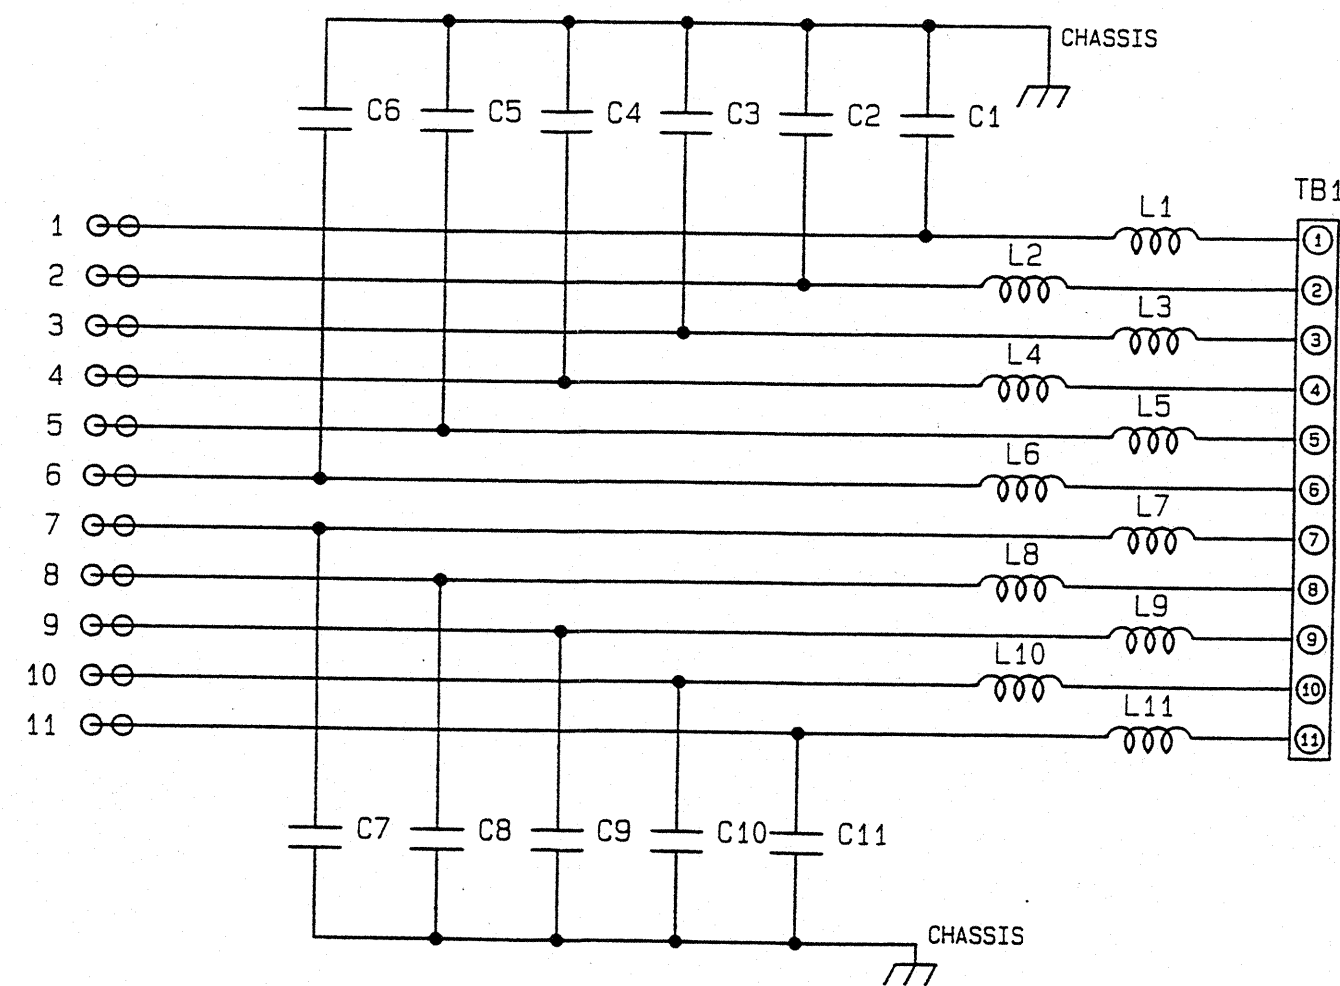 CHASSIS
C6 C5 C4 C3 C2 C1
TB1
1 L1 1
2 L2 2
3 L3 3
4 L4 4
5 L5 5
6 L6 6
7 L7 7
8 L8 8
9 L9 9
10 L10 10
11 L11 11
C7 C8 C9 C10 C11
CHASSIS